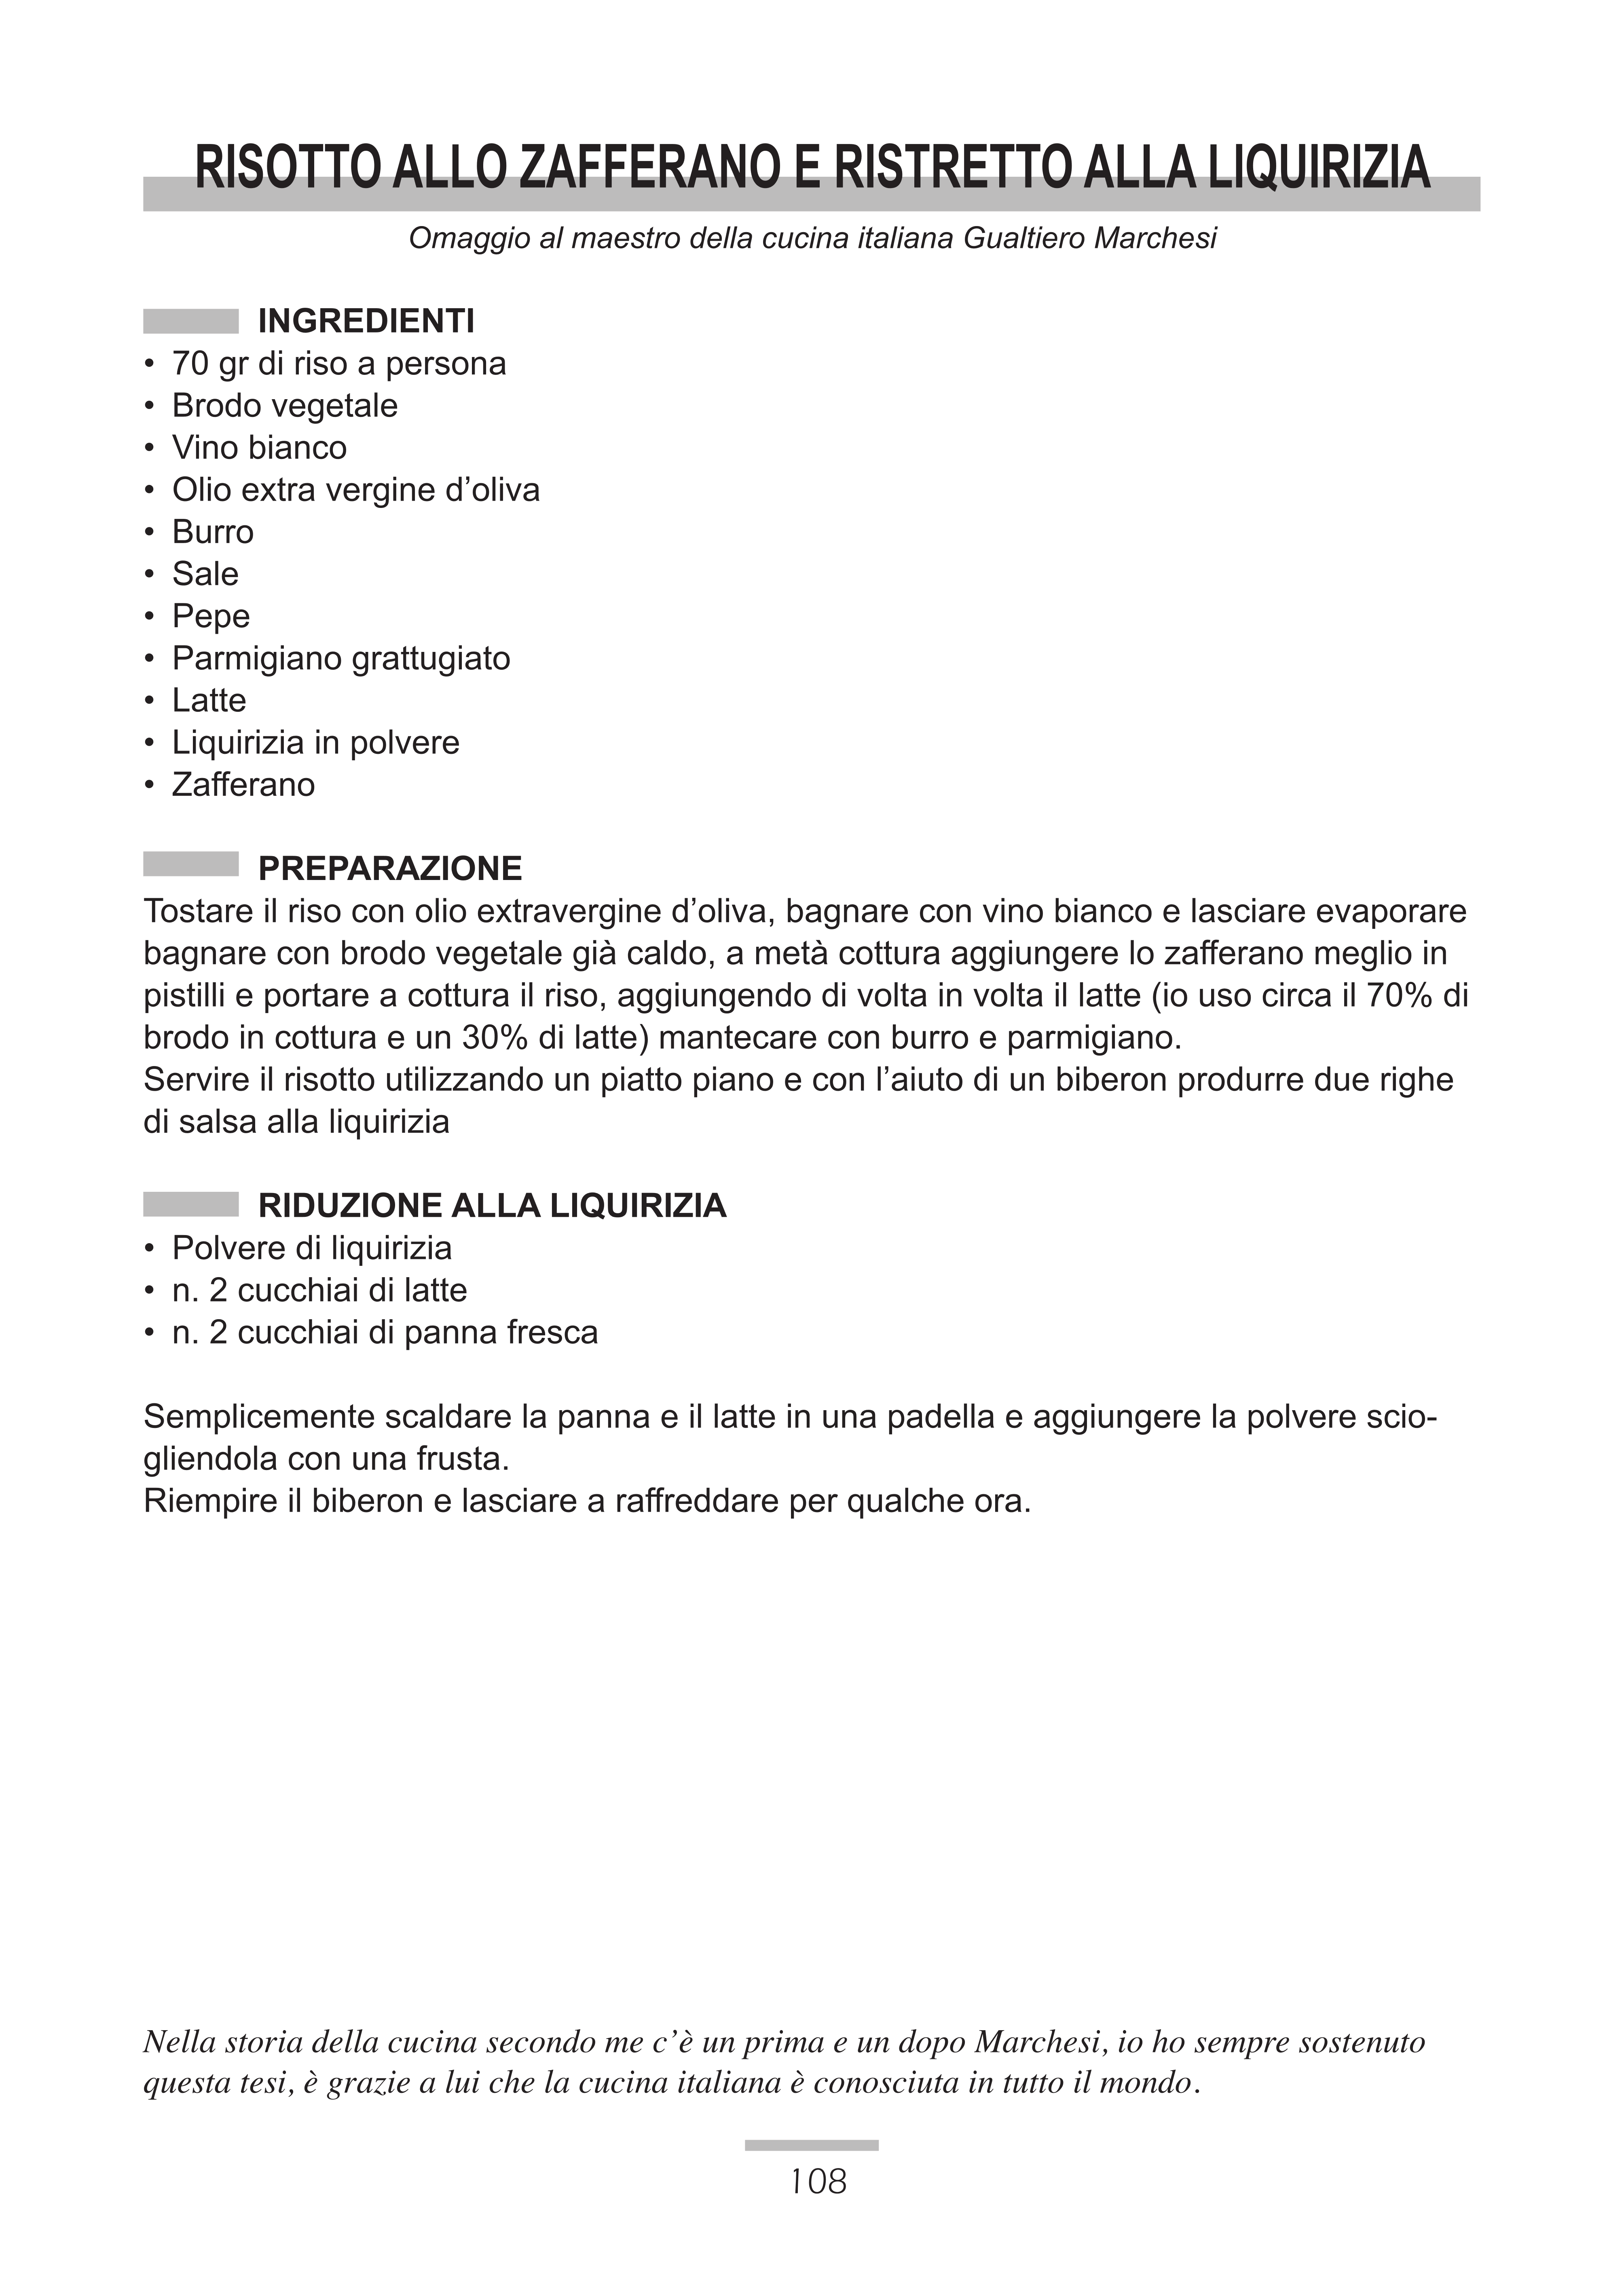 RISOTTO ALLO ZAFFERANO E RISTRETTO ALLA LIQUIRIZIA
Omaggio al maestro della cucina italiana Gualtiero Marchesi
INGREDIENTI
• 70 gr di riso a persona
• Brodo vegetale
• Vino bianco
• Olio extra vergine d’oliva
• Burro
• Sale
• Pepe
• Parmigiano grattugiato
• Latte
• Liquirizia in polvere
• Zafferano
PREPARAZIONE
Tostare il riso con olio extravergine d’oliva, bagnare con vino bianco e lasciare evaporare
bagnare con brodo vegetale già caldo, a metà cottura aggiungere lo zafferano meglio in
pistilli e portare a cottura il riso, aggiungendo di volta in volta il latte (io uso circa il 70% di
brodo in cottura e un 30% di latte) mantecare con burro e parmigiano.
Servire il risotto utilizzando un piatto piano e con l’aiuto di un biberon produrre due righe
di salsa alla liquirizia
RIDUZIONE ALLA LIQUIRIZIA
• Polvere di liquirizia
• n. 2 cucchiai di latte
• n. 2 cucchiai di panna fresca
Semplicemente scaldare la panna e il latte in una padella e aggiungere la polvere scio-
gliendola con una frusta.
Riempire il biberon e lasciare a raffreddare per qualche ora.
Nella storia della cucina secondo me c’è un prima e un dopo Marchesi, io ho sempre sostenuto
questa tesi, è grazie a lui che la cucina italiana è conosciuta in tutto il mondo.
108